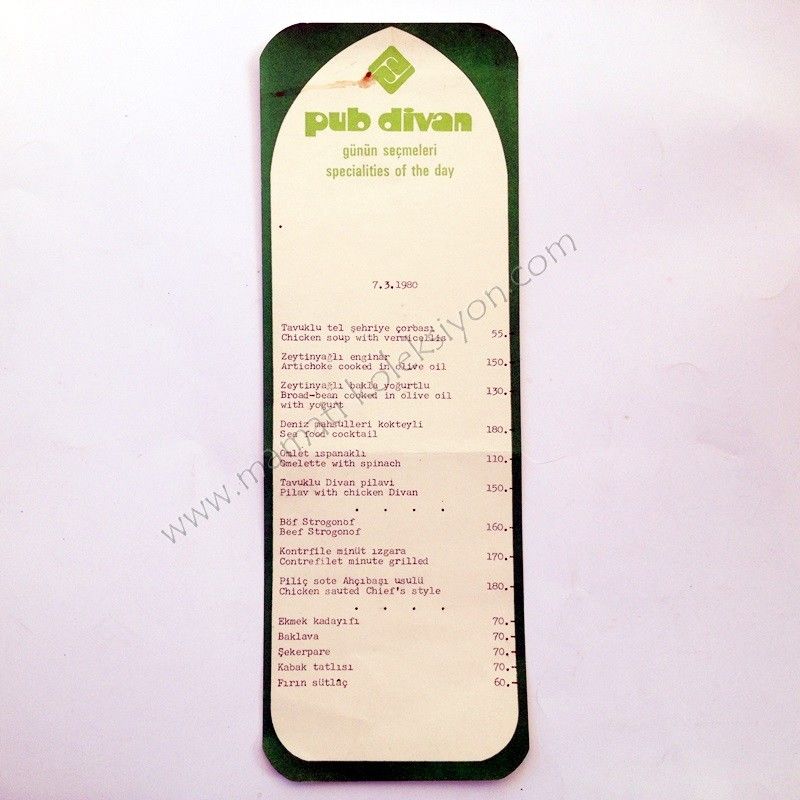 pub divan
günün seçmeleri
specialities of the day
7.3.1980
Tavuklu tel şehriye çorbası
Chicken soup with vermicellis 55.-
Zeytinyağlı enginar
Artichoke cooked in olive oil 150.-
Zeytinyağlı bakla yoğurtlu
Broad-bean cooked in olive oil 130.-
with yogurt
Deniz mahsulleri kokteyli
Sea food cocktail 180.-
Omlet ıspanaklı
Omelette with spinach 110.-
Tavuklu Divan pilavi
Pilav with chicken Divan 150.-
. . . .
Böf Strogonof
Beef Strogonof 160.-
Kontrfile minüt ızgara
Contrefilet minute grilled 170.-
Piliç sote Ahçıbaşı usulü
Chicken sauted Chief's style 180.-
. . . .
Ekmek kadayıfı 70.-
Baklava 70.-
Şekerpare 70.-
Kabak tatlısı 70.-
Fırın sütlaç 60.-